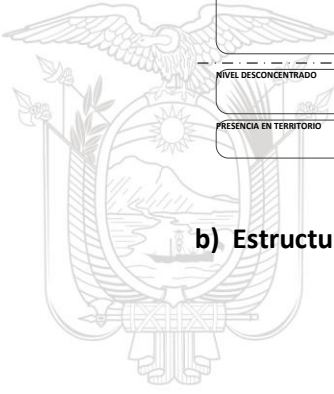 NIVEL DESCONCENTRADO
PRESENCIA EN TERRITORIO
b) Estructu